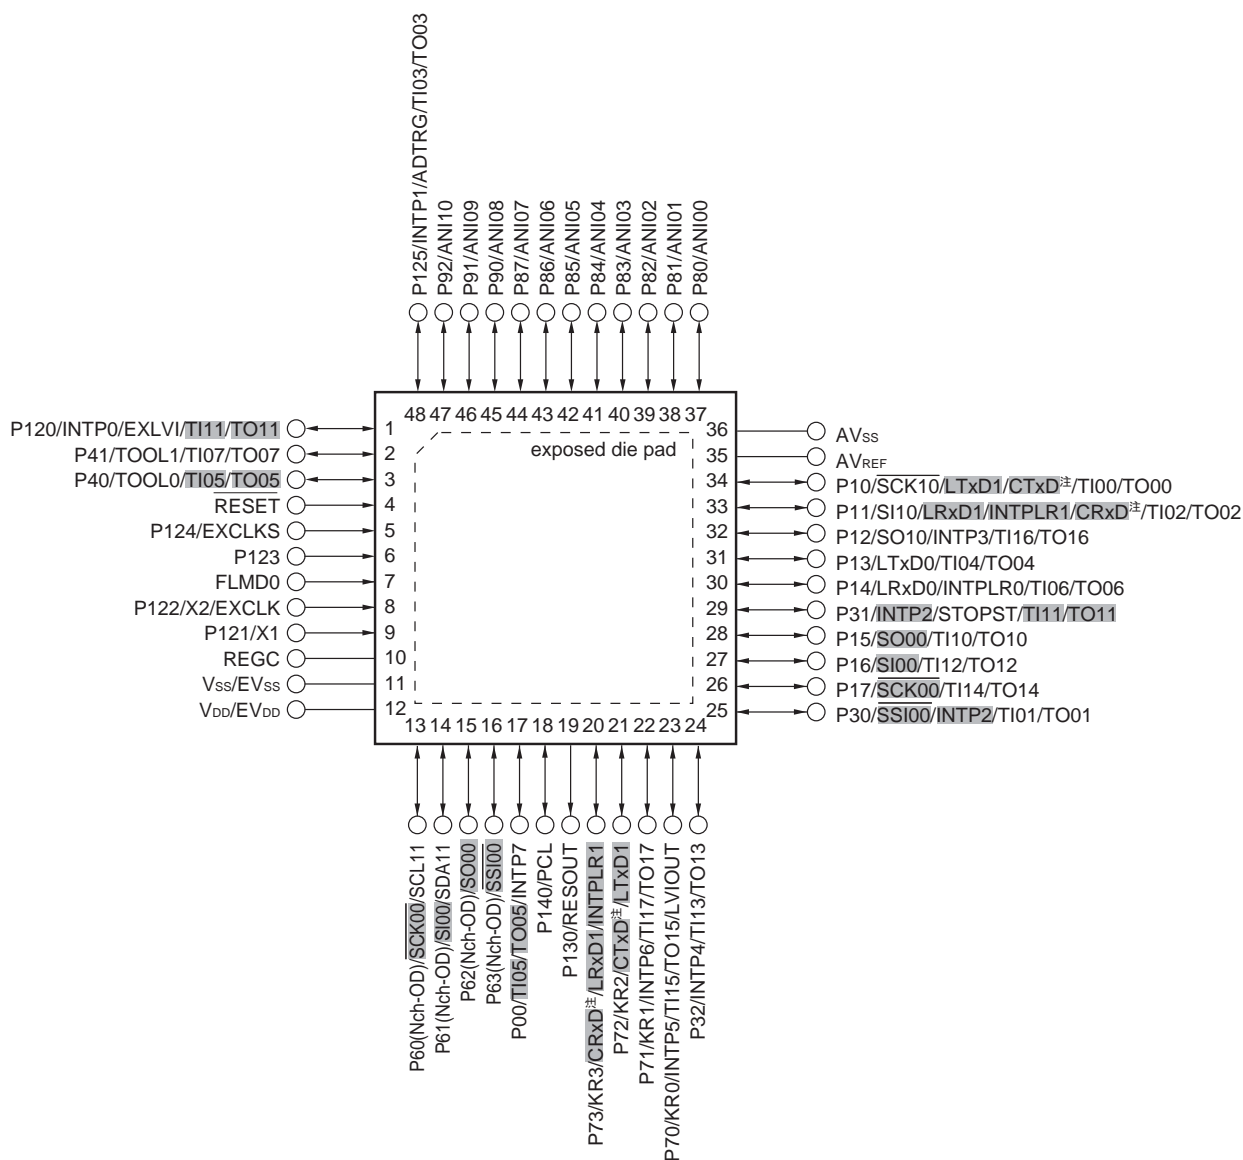 P125/INTP1/ADTRG/TI03/TO03
P92/ANI10
P91/ANI09
P90/ANI08
P87/ANI07
P86/ANI06
P85/ANI05
P84/ANI04
P83/ANI03
P82/ANI02
P81/ANI01
P80/ANI00
48 47 46 45 44 43 42 41 40 39 38 37
P120/INTP0/EXLVI/TI11/TO11 1
P41/TOOL1/TI07/TO07 2
P40/TOOL0/TI05/TO05 3
RESET 4
P124/EXCLKS 5
P123 6
FLMD0 7
P122/X2/EXCLK 8
P121/X1 9
REGC 10
VSS/EVSS 11
VDD/EVDD 12
exposed die pad
36 AVSS
35 AVREF
34 P10/SCK10/LTxD1/CTxD注/TI00/TO00
33 P11/SI10/LRxD1/INTPLR1/CRxD注/TI02/TO02
32 P12/SO10/INTP3/TI16/TO16
31 P13/LTxD0/TI04/TO04
30 P14/LRxD0/INTPLR0/TI06/TO06
29 P31/INTP2/STOPST/TI11/TO11
28 P15/SO00/TI10/TO10
27 P16/SI00/TI12/TO12
26 P17/SCK00/TI14/TO14
25 P30/SSI00/INTP2/TI01/TO01
13 14 15 16 17 18 19 20 21 22 23 24
P60(Nch-OD)/SCK00/SCL11
P61(Nch-OD)/SI00/SDA11
P62(Nch-OD)/SO00
P63(Nch-OD)/SSI00
P00/TI05/TO05/INTP7
P140/PCL
P130/RESOUT
P73/KR3/CRxD注/LRxD1/INTPLR1
P72/KR2/CTxD注/LTxD1
P71/KR1/INTP6/TI17/TO17
P70/KR0/INTP5/TI15/TO15/LVIOUT
P32/INTP4/TI13/TO13